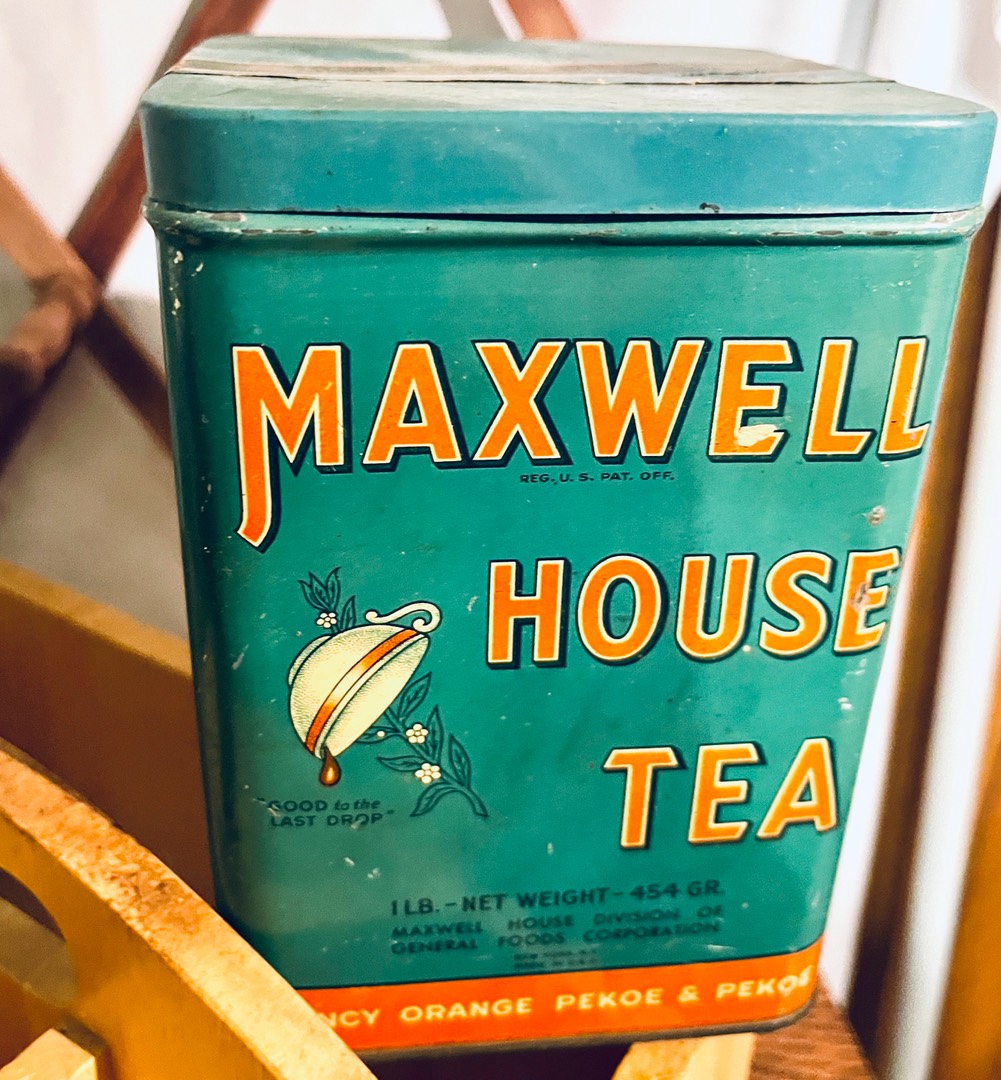 MAXWELL
REG. U. S. PAT. OFF.
HOUSE
TEA
"GOOD to the
LAST DROP"
1 LB. - NET WEIGHT - 454 GR.
MAXWELL HOUSE DIVISION OF
GENERAL FOODS CORPORATION
NCY ORANGE PEKOE & PEKOE